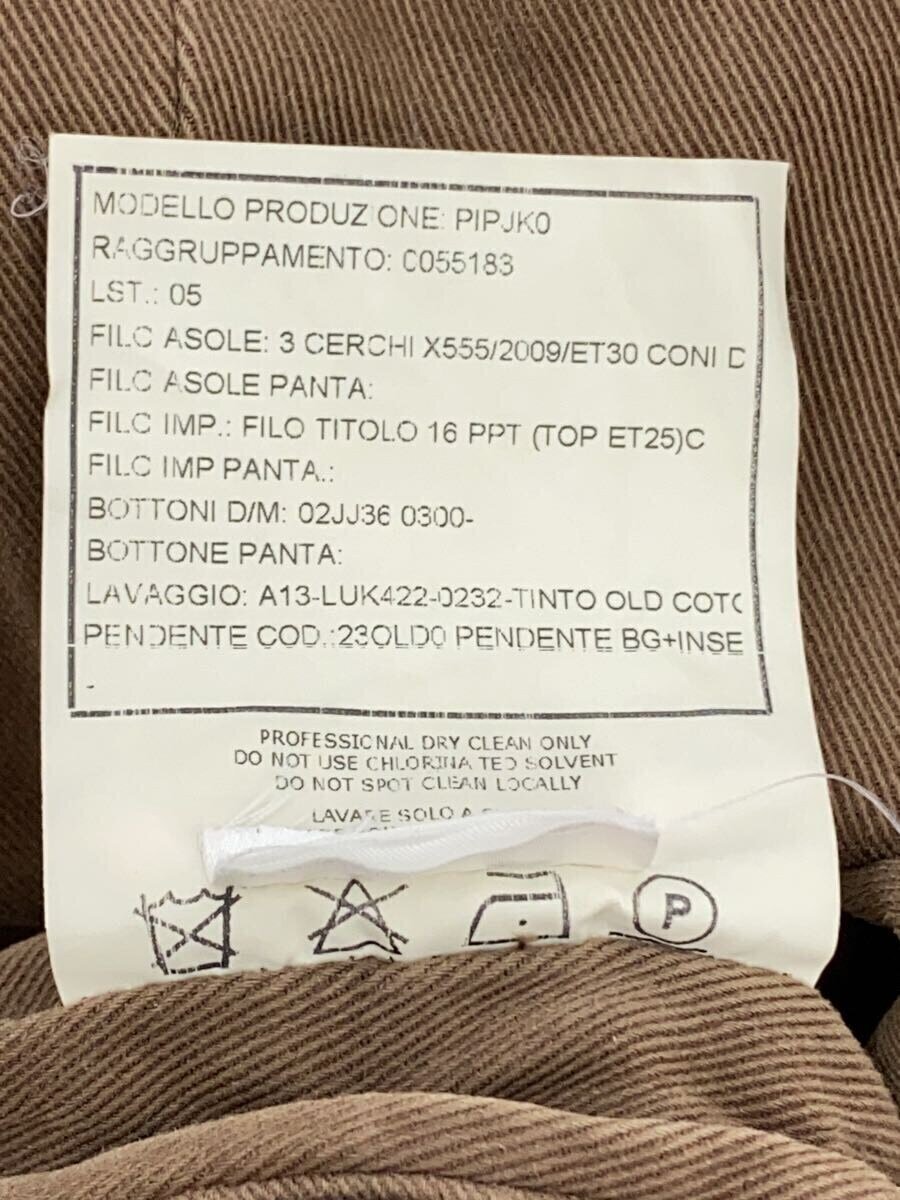 MODELLO PRODUZIONE: PIPJK0
RAGGRUPPAMENTO: C055183
LST.: 05
FILO ASOLE: 3 CERCHI X555/2009/ET30 CONI D
FILO ASOLE PANTA:
FILO IMP.: FILO TITOLO 16 PPT (TOP ET25)C
FILO IMP PANTA.:
BOTTONI D/M: 02JJ36 0300-
BOTTONE PANTA:
LAVAGGIO: A13-LUK422-0232-TINTO OLD COTO
PENDENTE COD.:23OLD0 PENDENTE BG+INSE
-
PROFESSIONAL DRY CLEAN ONLY
DO NOT USE CHLORINA TED SOLVENT
DO NOT SPOT CLEAN LOCALLY
LAVARE SOLO A
P